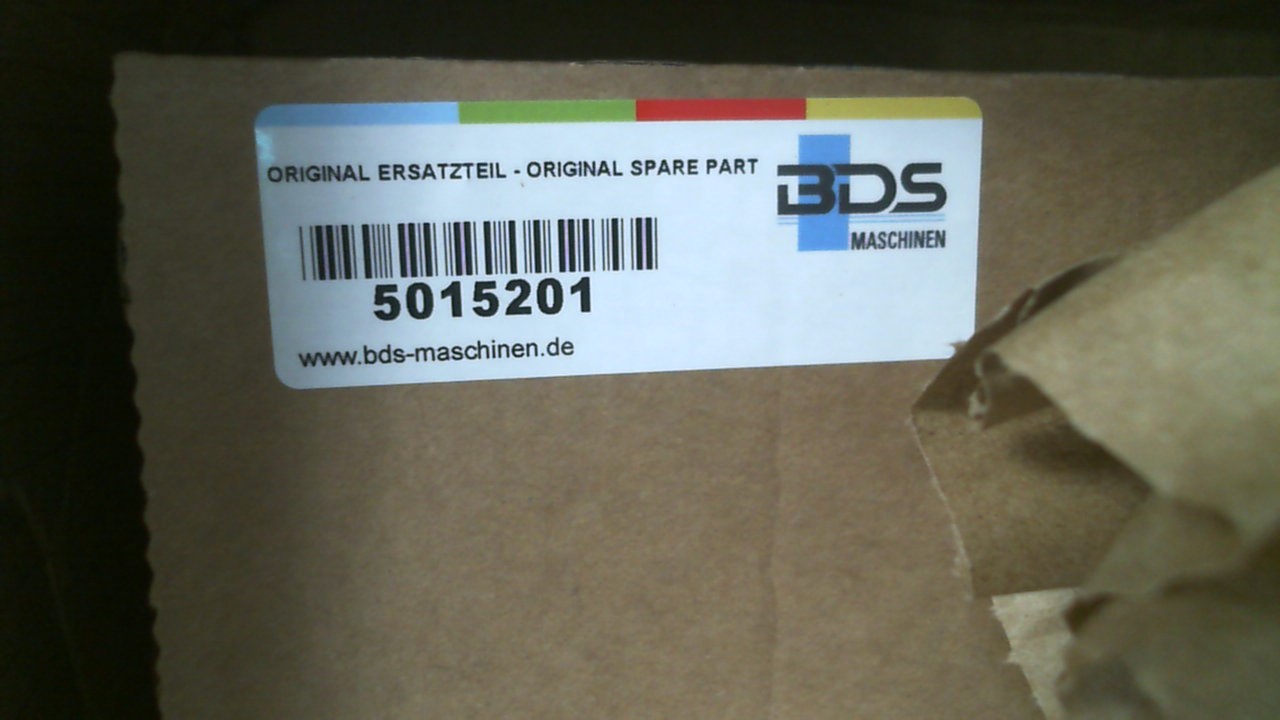 ORIGINAL ERSATZTEIL - ORIGINAL SPARE PART
BDS
MASCHINEN
5015201
www.bds-maschinen.de